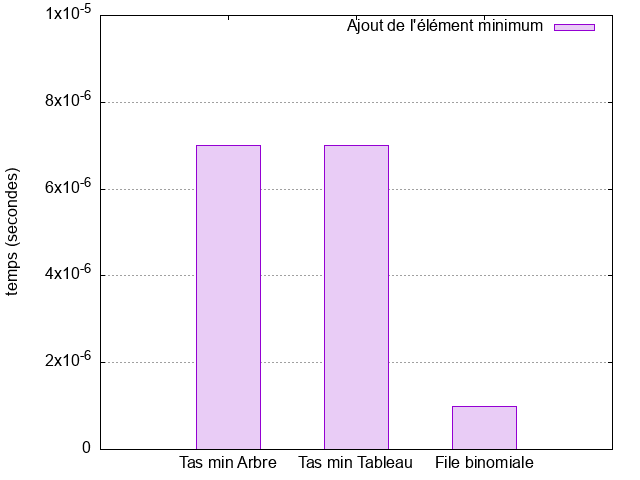 Ajout de l'élément minimum
1x10-5
8x10-6
6x10-6
4x10-6
2x10-6
0
temps (secondes)
Tas min Arbre
Tas min Tableau
File binomiale